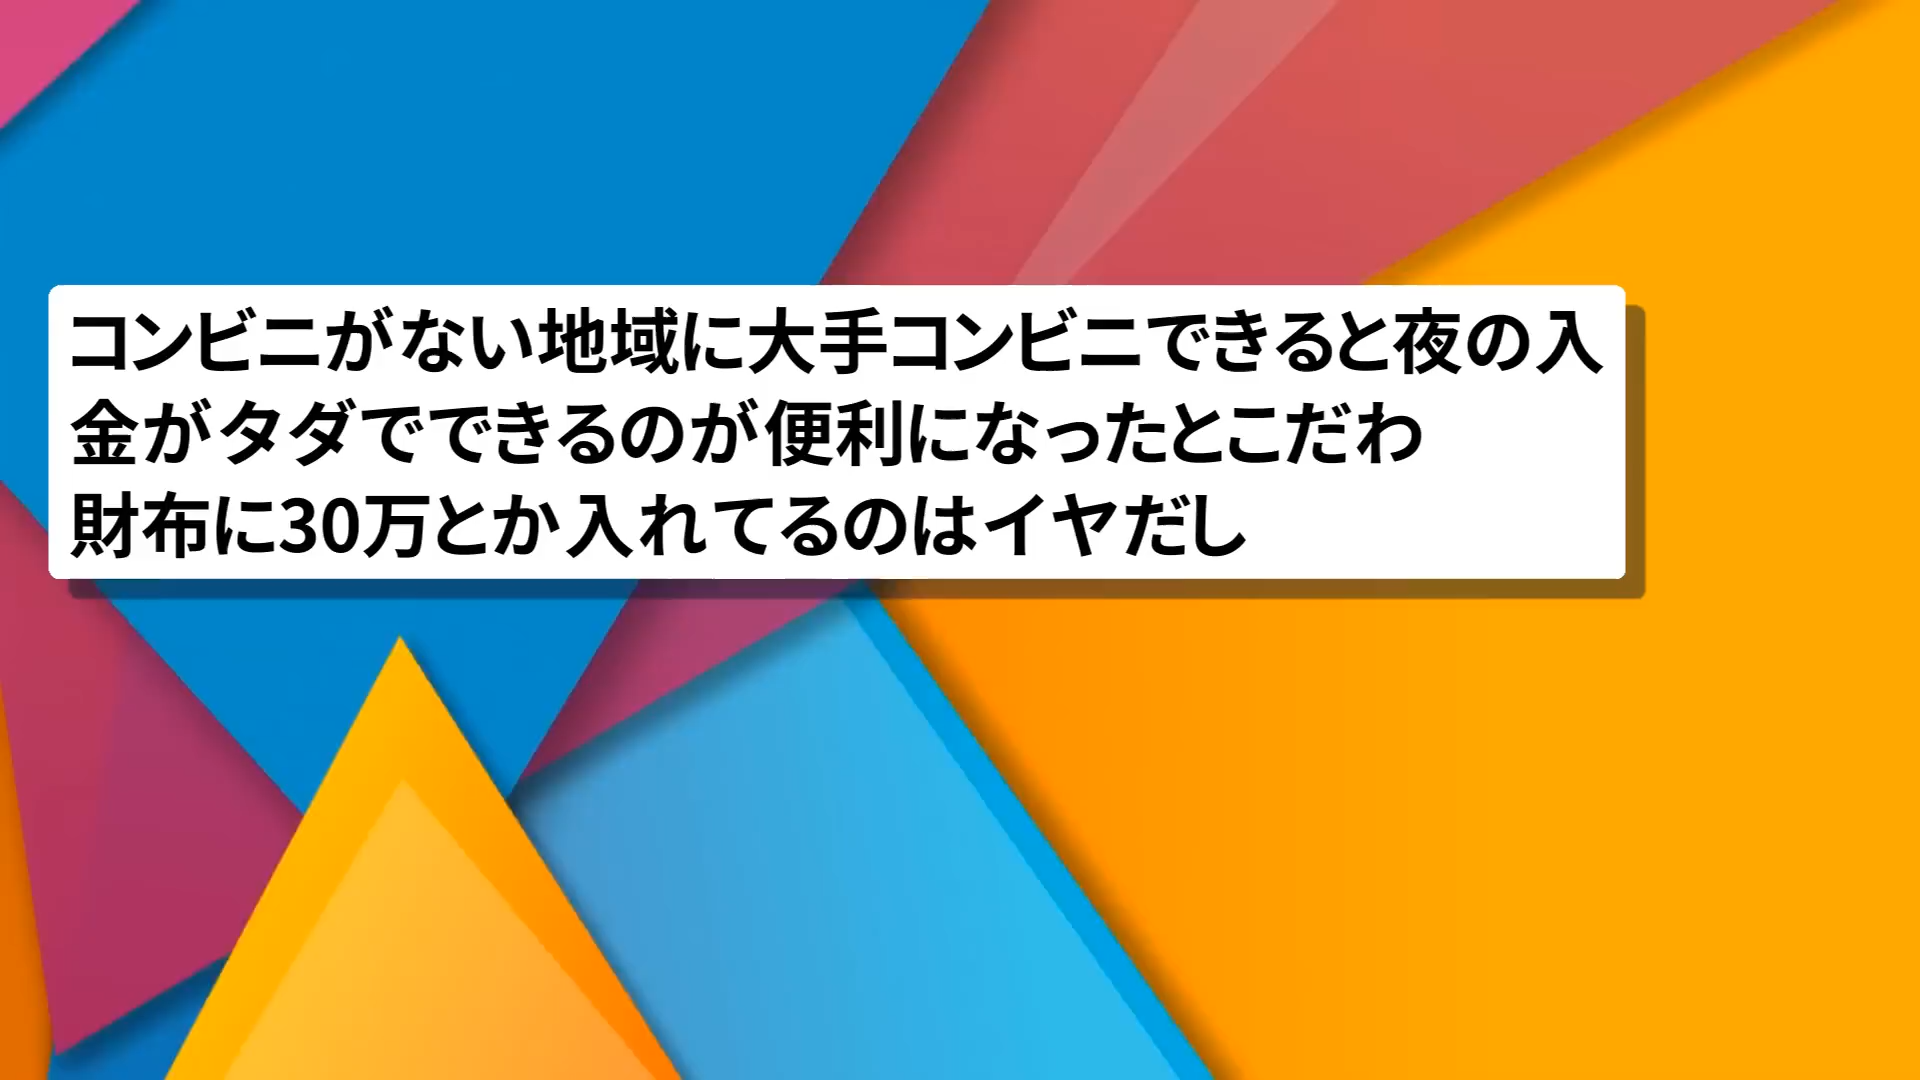 コンビニがない地域に大手コンビニできると夜の入
金がタダでできるのが便利になったとこだわ
財布に30万とか入れてるのはイヤだし